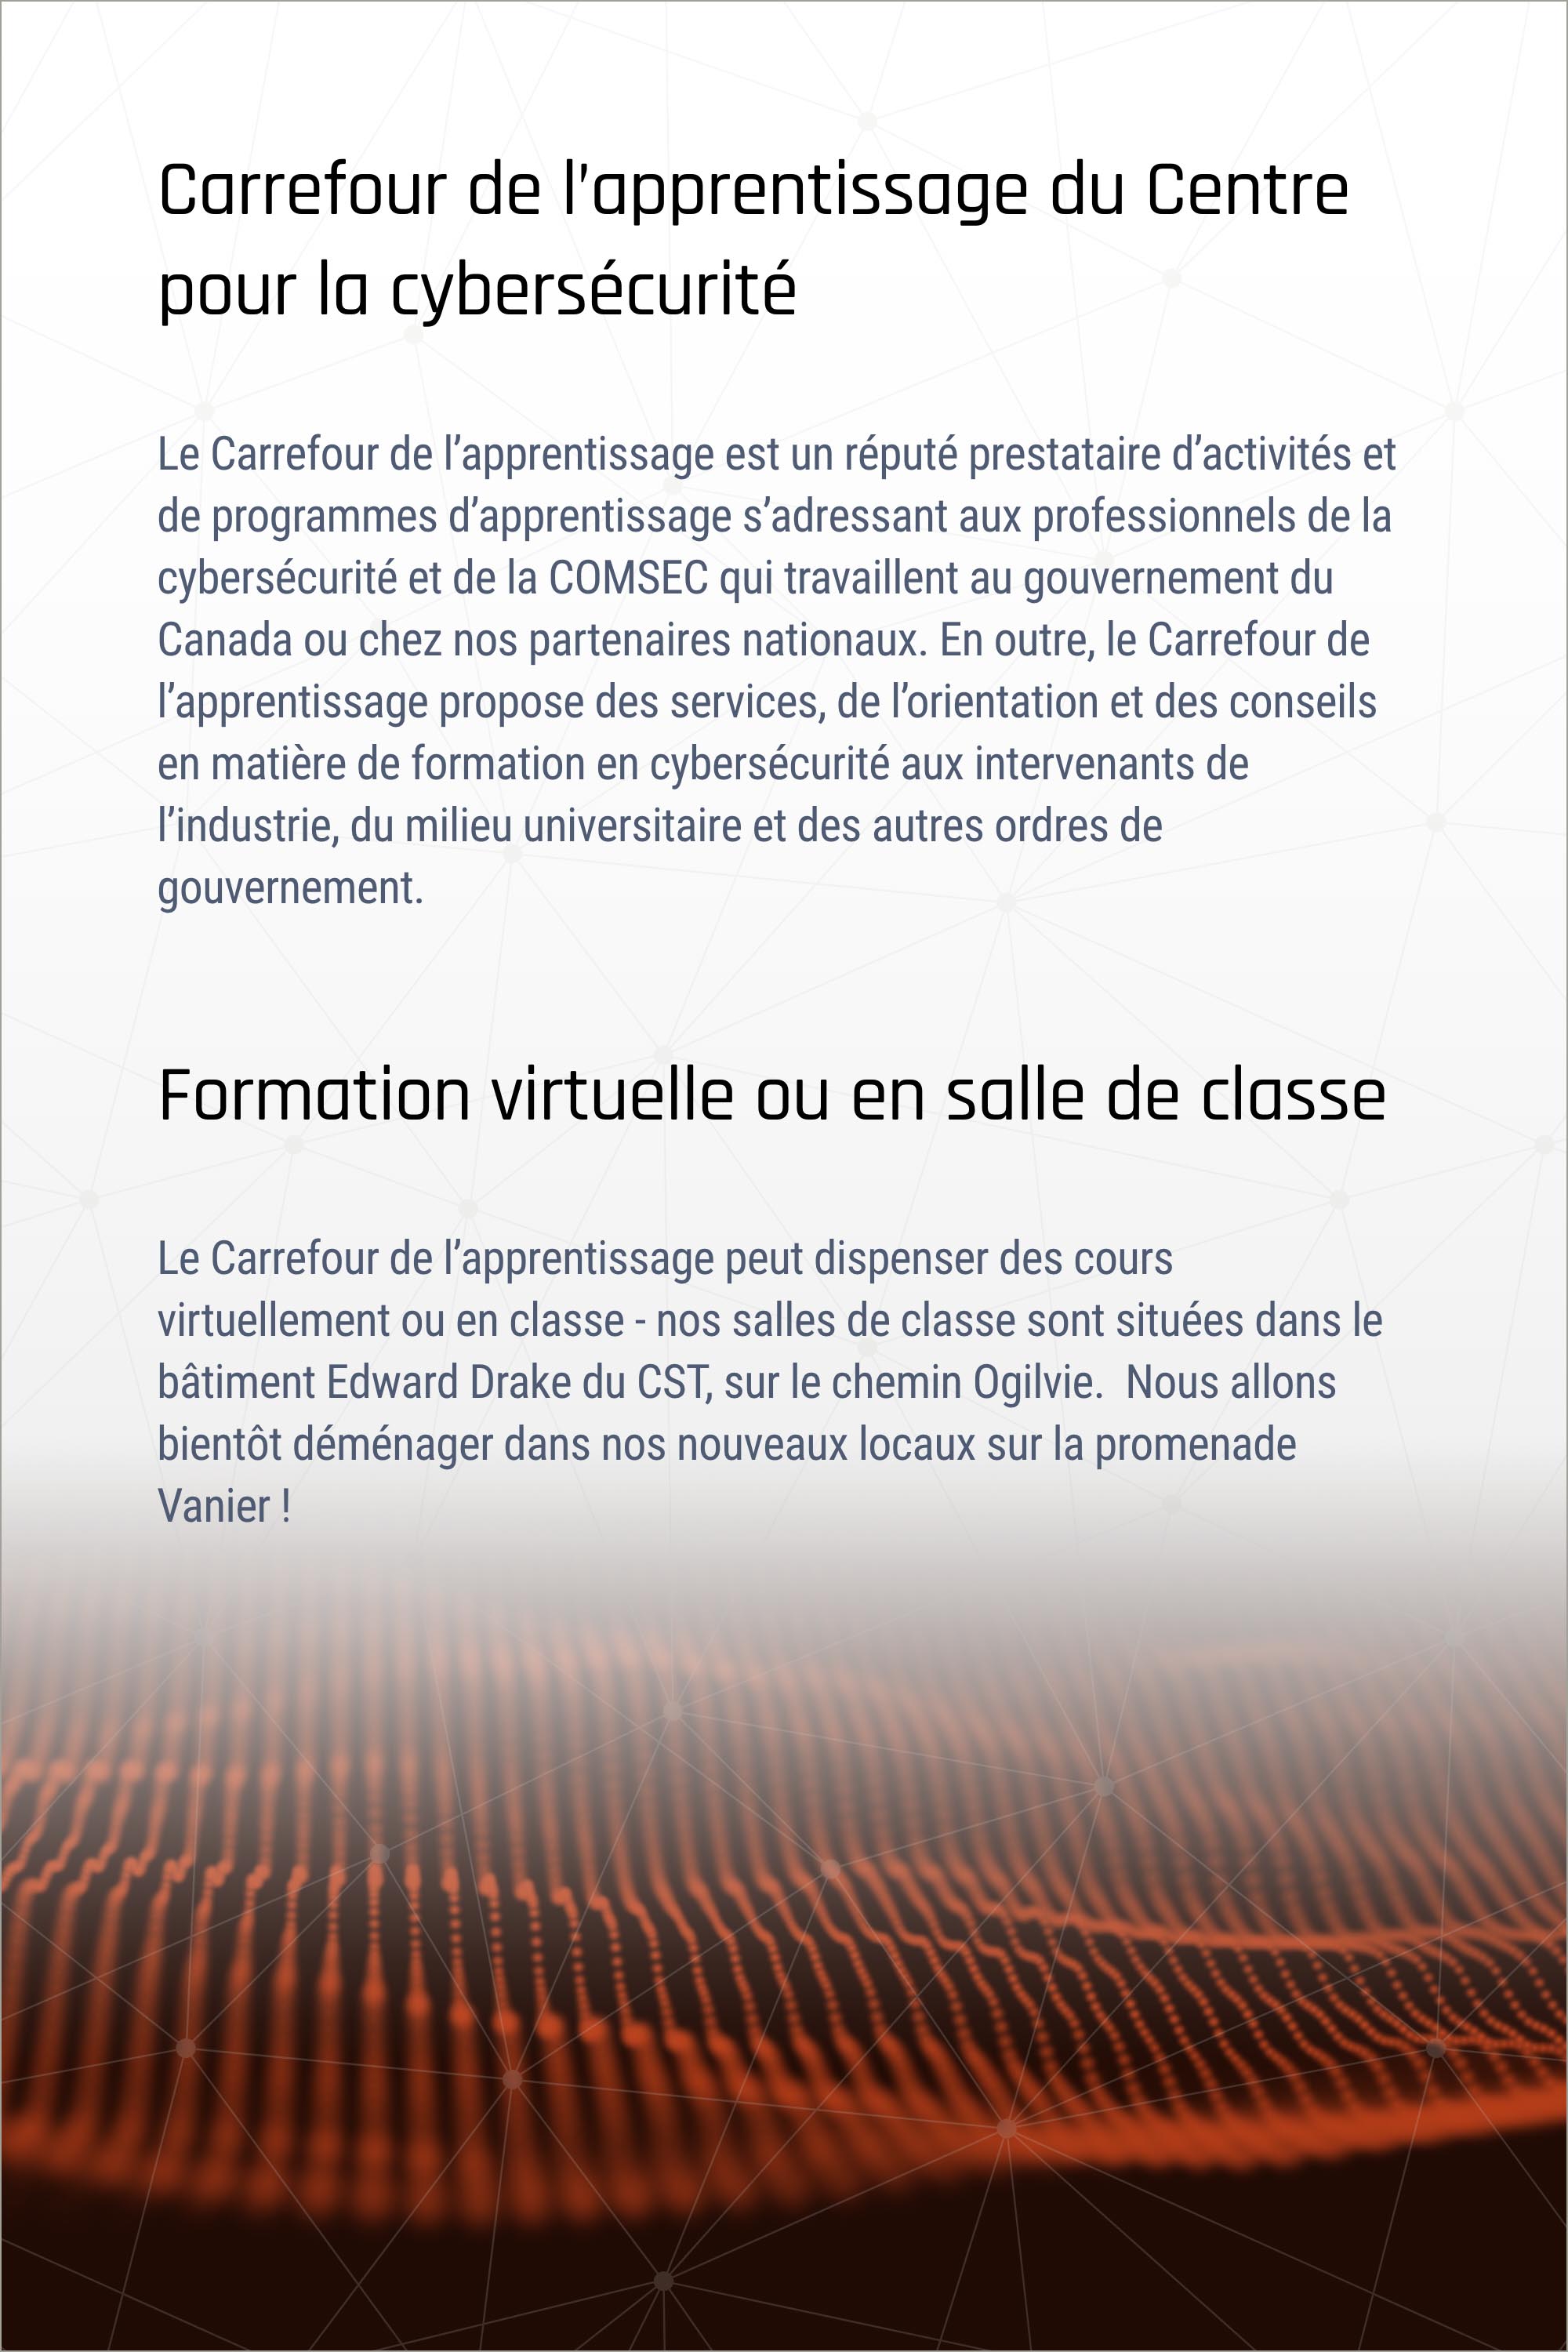 Carrefour de l'apprentissage du Centre
pour la cybersécurité
Le Carrefour de l’apprentissage est un réputé prestataire d’activités et
de programmes d’apprentissage s’adressant aux professionnels de la
cybersécurité et de la COMSEC qui travaillent au gouvernement du
Canada ou chez nos partenaires nationaux. En outre, le Carrefour de
l’apprentissage propose des services, de l’orientation et des conseils
en matière de formation en cybersécurité aux intervenants de
l’industrie, du milieu universitaire et des autres ordres de
gouvernement.
Formation virtuelle ou en salle de classe
Le Carrefour de l’apprentissage peut dispenser des cours
virtuellement ou en classe - nos salles de classe sont situées dans le
bâtiment Edward Drake du CST, sur le chemin Ogilvie.  Nous allons
bientôt déménager dans nos nouveaux locaux sur la promenade
Vanier !